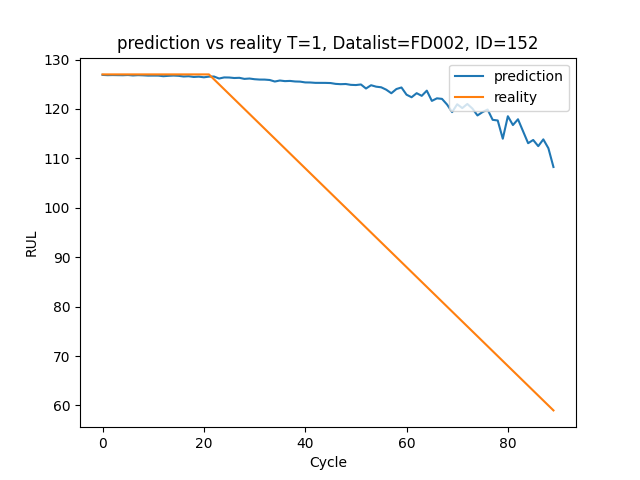 prediction vs reality T=1, Datalist=FD002, ID=152
130
120
110
100
90
80
70
60
RUL
0
20
40
60
80
Cycle
prediction
reality